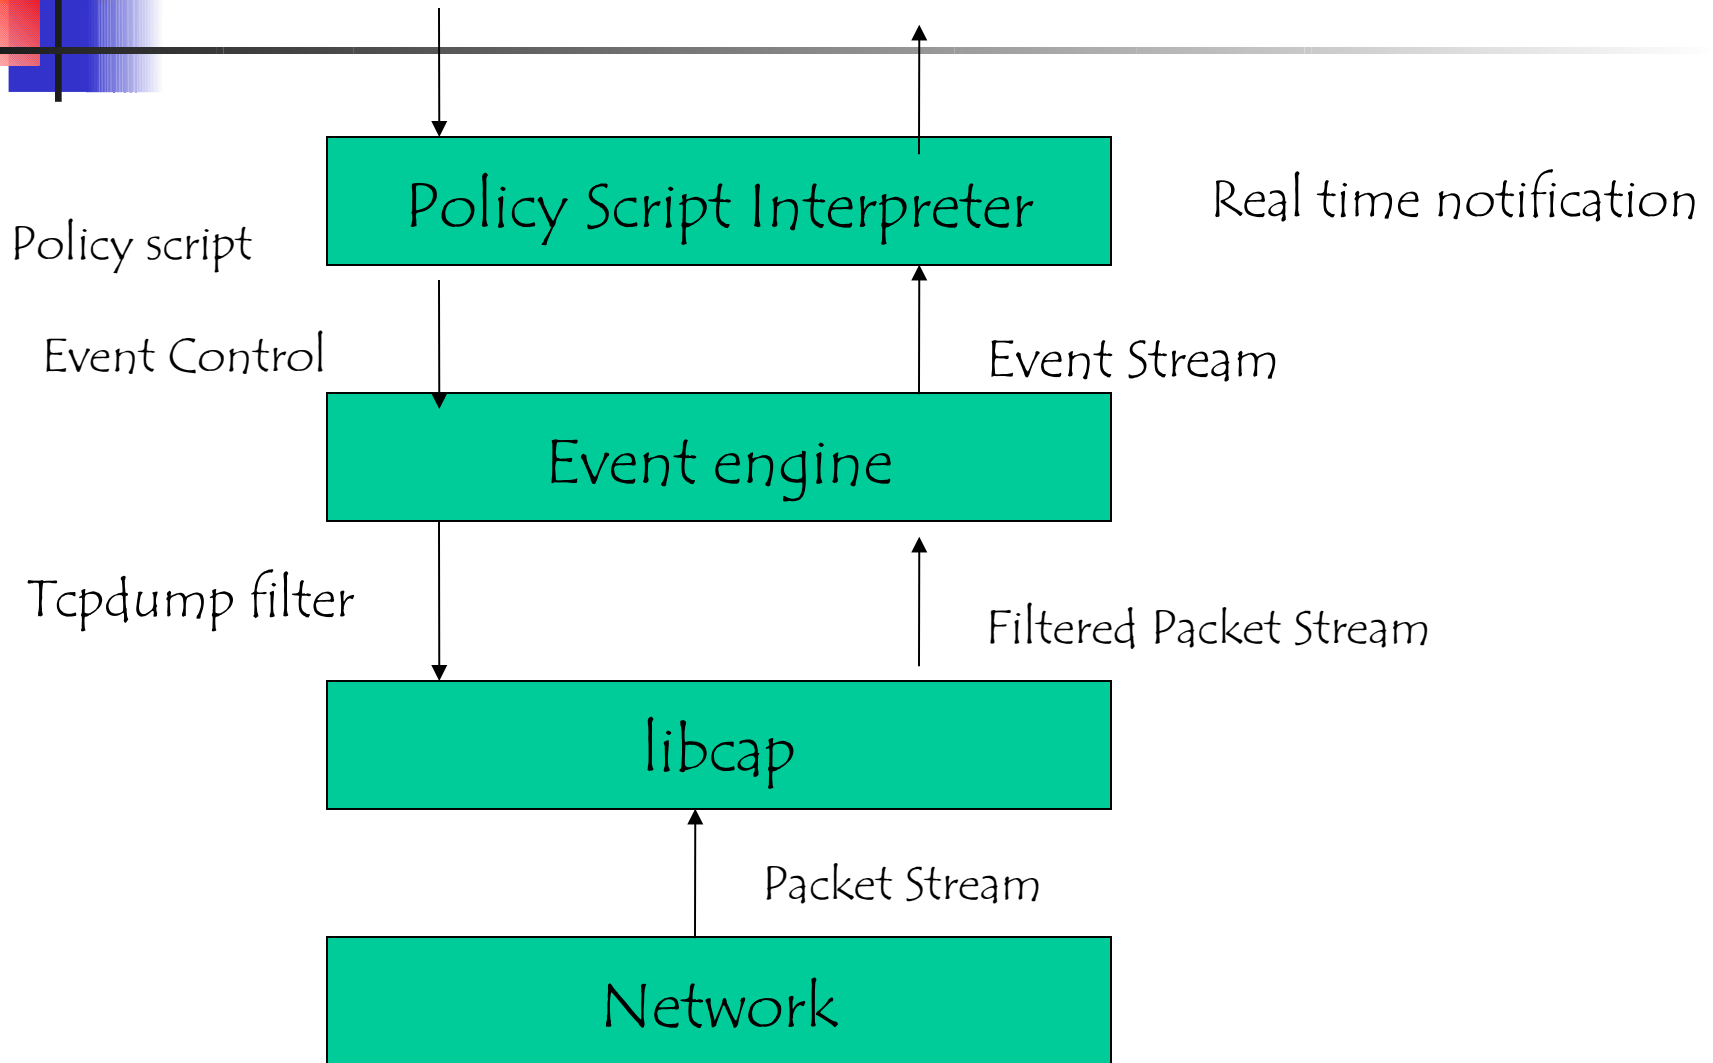 Policy Script Interpreter
Real time notification
Policy script
Event Control
Event Stream
Event engine
Tcpdump filter
Filtered Packet Stream
libcap
Packet Stream
Network